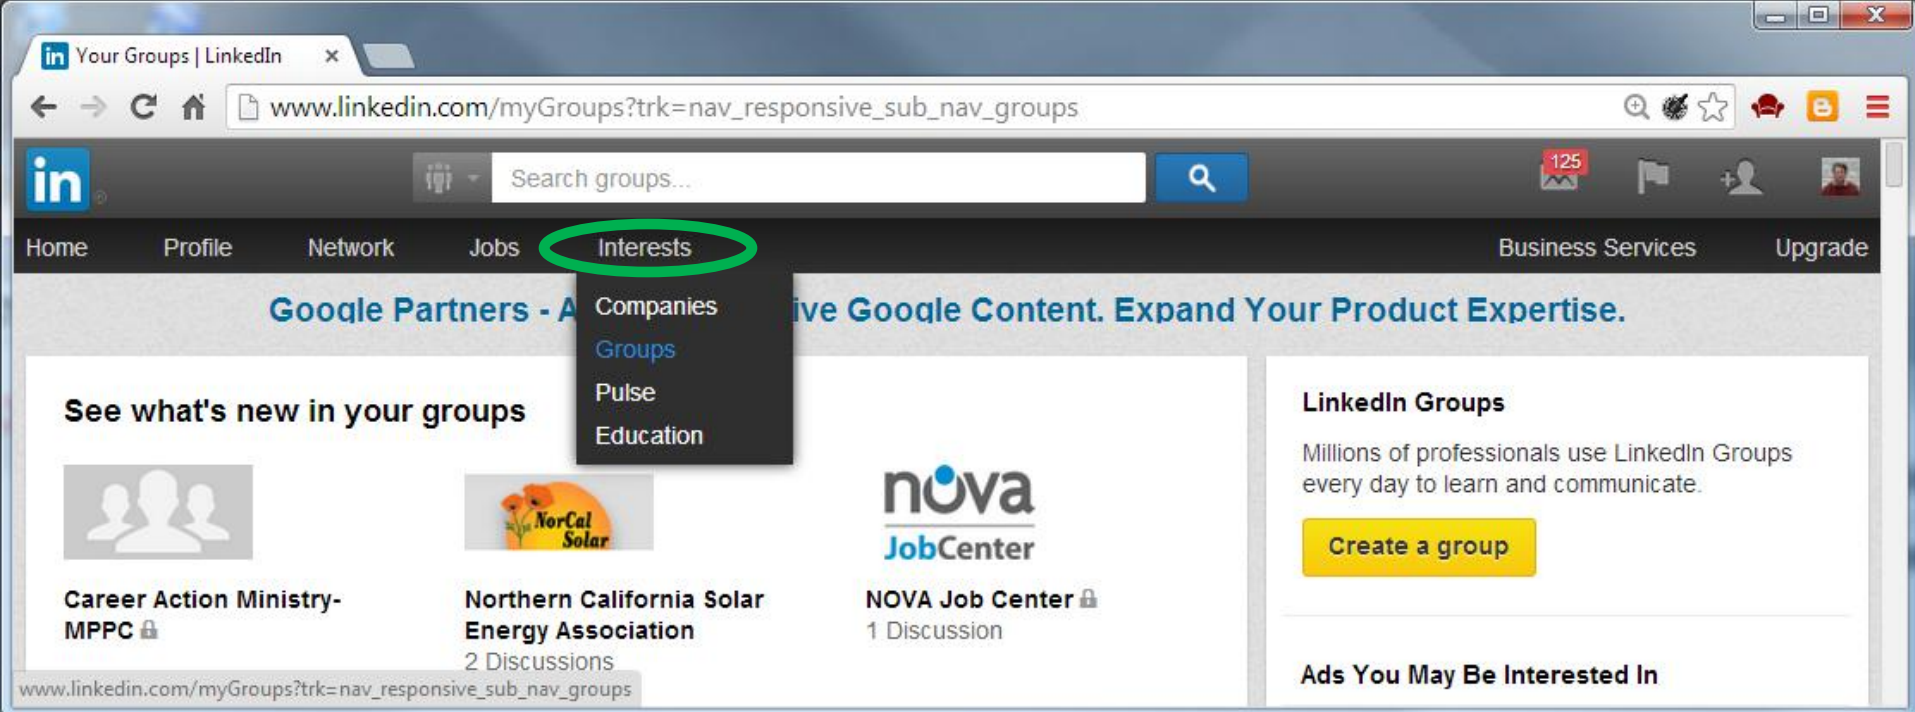 in Your Groups | LinkedIn
www.linkedin.com/myGroups?trk=nav_responsive_sub_nav_groups
in Search groups... 125
Home Profile Network Jobs Interests Business Services Upgrade
Google Partners - A ive Google Content. Expand Your Product Expertise.
Companies
Groups
Pulse
Education
See what's new in your groups
Career Action Ministry-
MPPC
NorCal
Solar
Northern California Solar
Energy Association
2 Discussions
nova
JobCenter
NOVA Job Center
1 Discussion
LinkedIn Groups
Millions of professionals use LinkedIn Groups
every day to learn and communicate.
Create a group
Ads You May Be Interested In
www.linkedin.com/myGroups?trk=nav_responsive_sub_nav_groups